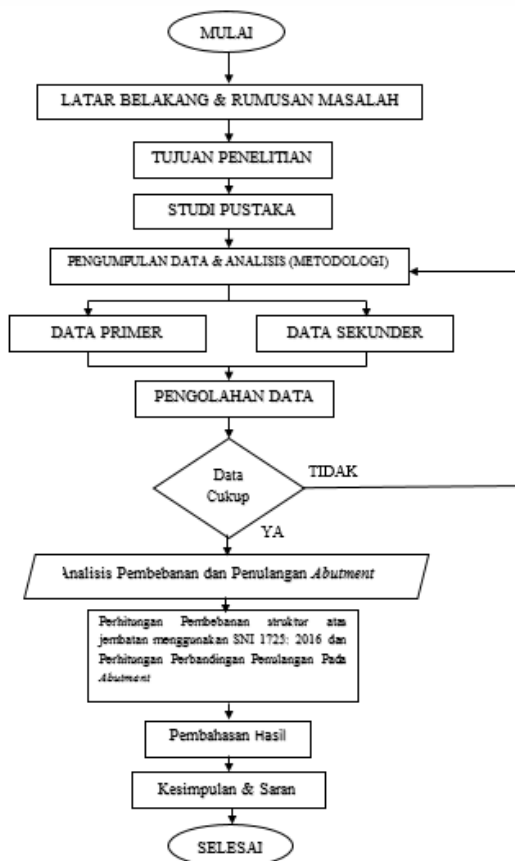 MULAI
LATAR BELAKANG & RUMUSAN MASALAH
TUJUAN PENELITIAN
STUDI PUSTAKA
PENGUMPULAN DATA & ANALISIS (METODOLOGI)
DATA PRIMER
DATA SEKUNDER
PENGOLAHAN DATA
Data
Cukup
TIDAK
YA
Analisis Pembebanan dan Penulangan Abutment
Perhitungan Pembebanan struktur atas
jembatan menggunakan SNI 1725: 2016 dan
Perhitungan Perbandingan Penulangan Pada
Abutment
Pembahasan Hasil
Kesimpulan & Saran
SELESAI